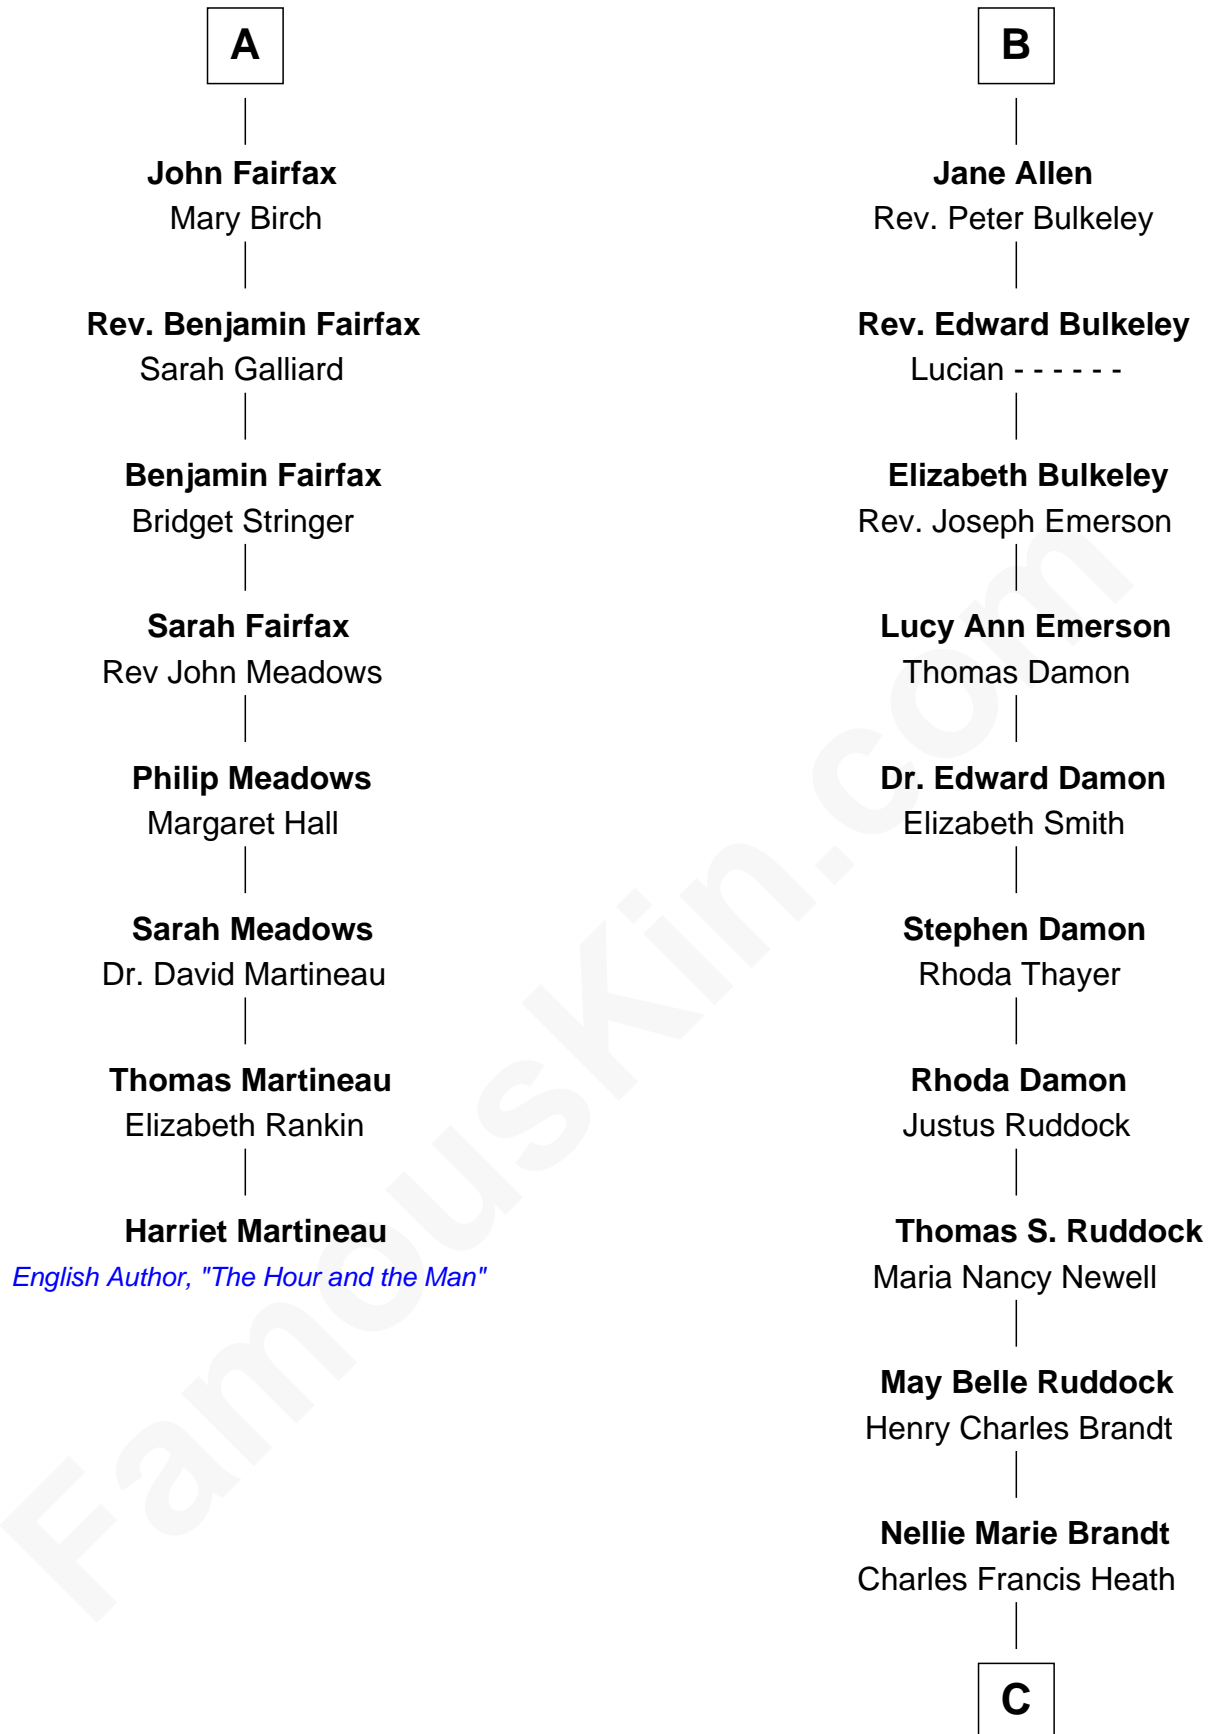 A
John Fairfax
Mary Birch
Rev. Benjamin Fairfax
Sarah Galliard
Benjamin Fairfax
Bridget Stringer
Sarah Fairfax
Rev John Meadows
Philip Meadows
Margaret Hall
Sarah Meadows
Dr. David Martineau
Thomas Martineau
Elizabeth Rankin
Harriet Martineau
English Author, "The Hour and the Man"
B
Jane Allen
Rev. Peter Bulkeley
Rev. Edward Bulkeley
Lucian - - - - - -
Elizabeth Bulkeley
Rev. Joseph Emerson
Lucy Ann Emerson
Thomas Damon
Dr. Edward Damon
Elizabeth Smith
Stephen Damon
Rhoda Thayer
Rhoda Damon
Justus Ruddock
Thomas S. Ruddock
Maria Nancy Newell
May Belle Ruddock
Henry Charles Brandt
Nellie Marie Brandt
Charles Francis Heath
C
FamousKin.com